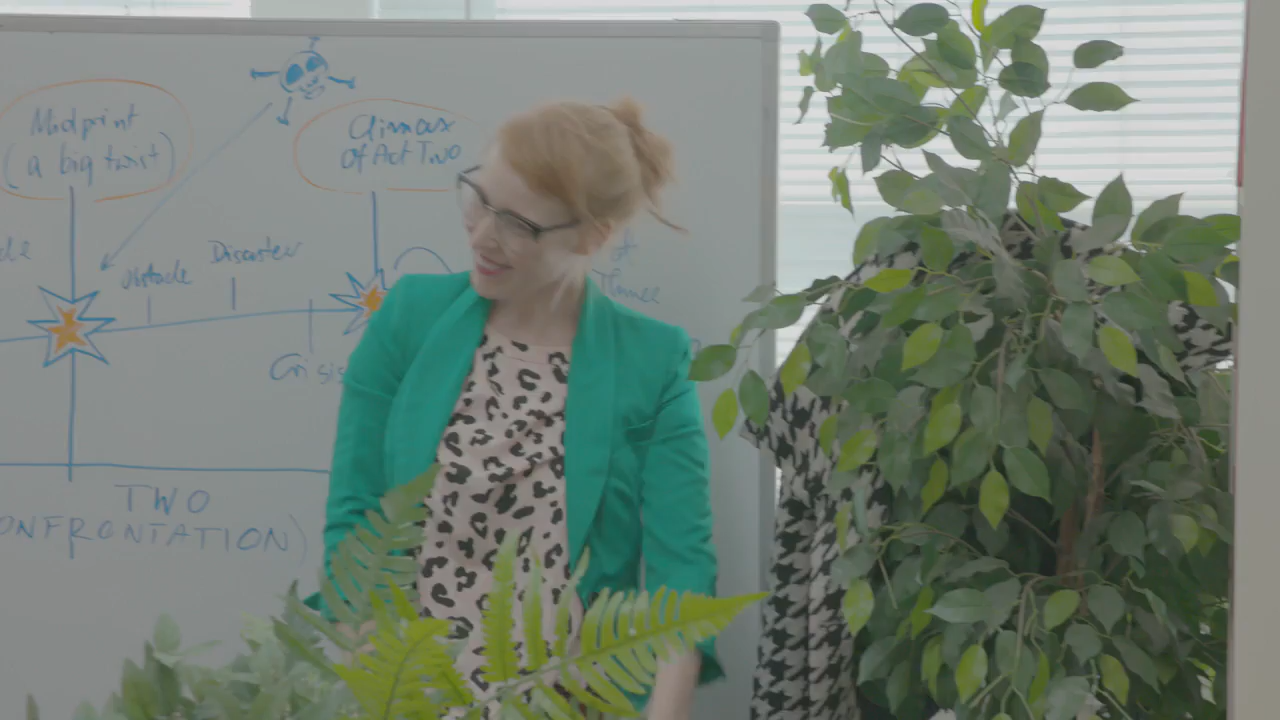 Midpoint
(a big twist)
Climax
of Act Two
Obstacle
Disaster
Crisis
TWO
ONFRONTATION)